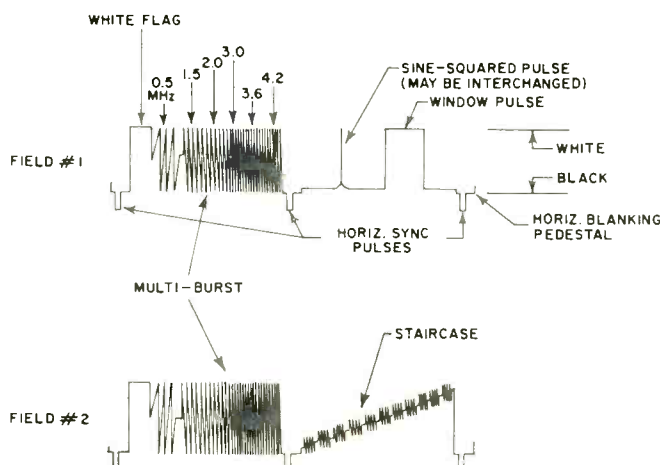 WHITE FLAG
0.5
MHz
1.5
2.0
3.0
3.6
4.2
SINE-SQUARED PULSE
(MAY BE INTERCHANGED)
WINDOW PULSE
WHITE
FIELD #1
BLACK
HORIZ. SYNC
PULSES
HORIZ. BLANKING
PEDESTAL
MULTI-BURST
STAIRCASE
FIELD #2